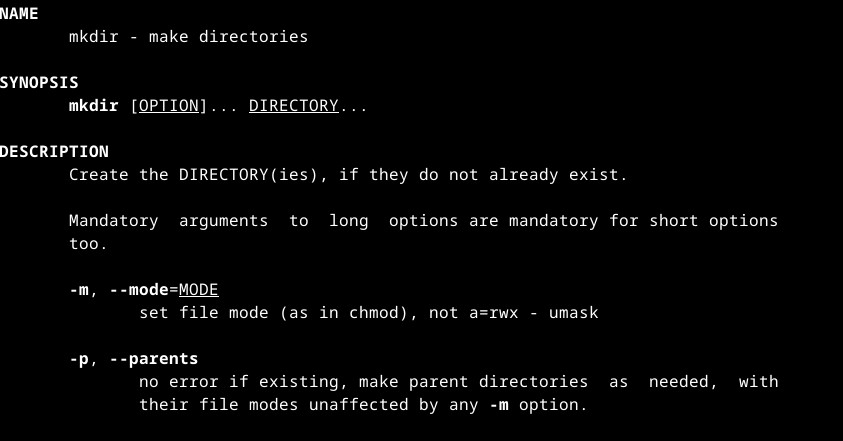 NAME
mkdir - make directories
SYNOPSIS
mkdir [OPTION]... DIRECTORY...
DESCRIPTION
Create the DIRECTORY(ies), if they do not already exist.
Mandatory  arguments  to  long  options are mandatory for short options
too.
-m, --mode=MODE
set file mode (as in chmod), not a=rwx - umask
-p, --parents
no error if existing, make parent directories  as  needed,  with
their file modes unaffected by any -m option.